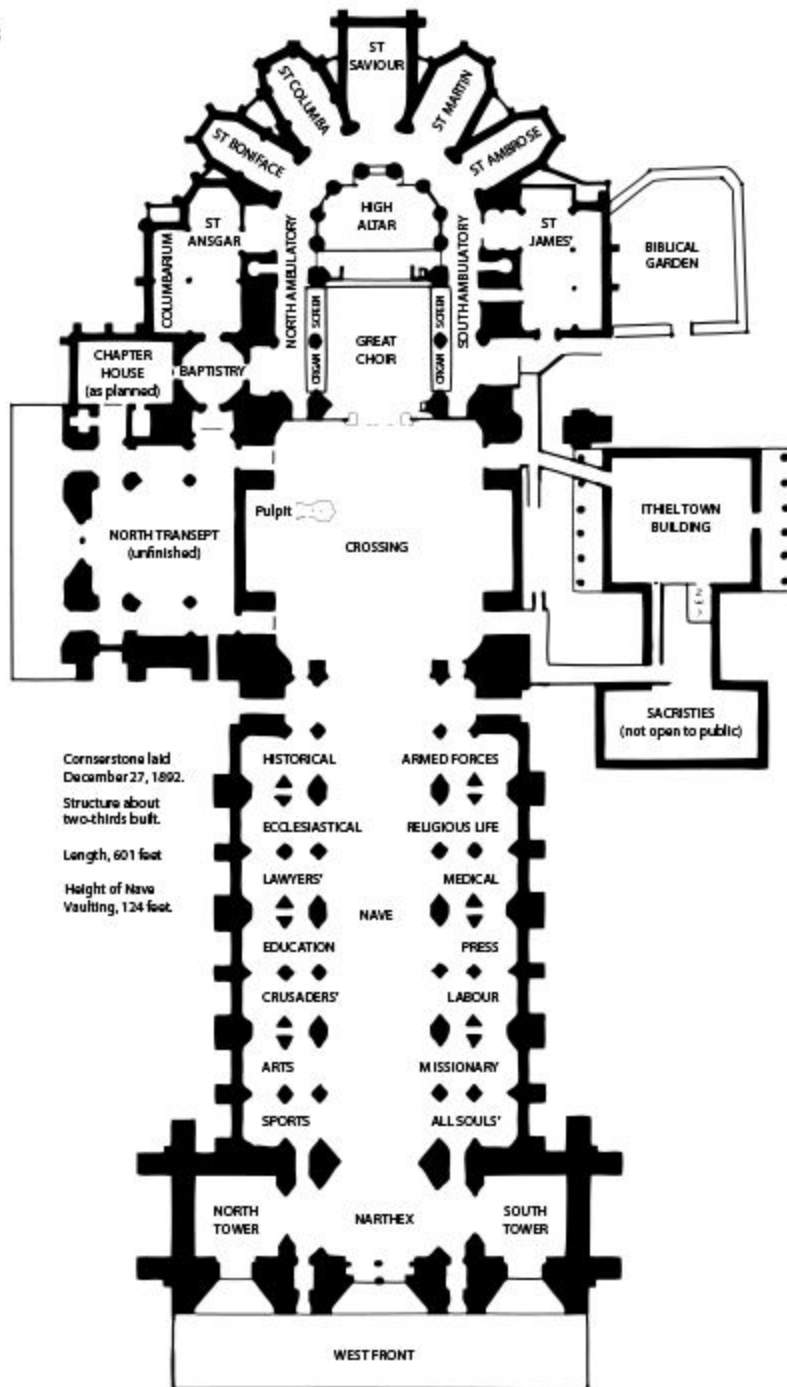 ST
SAVIOUR
ST COLUMBA
ST MARTIN
ST BONIFACE
ST AMBROSE
HIGH
ALTAR
ST
ANSGAR
ST
JAMES'
COLUMBARIUM
NORTH AMBULATORY
SOUTH AMBULATORY
BIBLICAL
GARDEN
ORGAN SCREEN
ORGAN SCREEN
GREAT
CHOIR
CHAPTER
HOUSE
(as planned)
BAPTISTRY
Pulpit
NORTH TRANSEPT
(unfinished)
CROSSING
ITHIEL TOWN
BUILDING
VEN
SACRISTIES
(not open to public)
Cornserstone laid
December 27, 1892.
Structure about
two-thirds built.
Length, 601 feet
Height of Nave
Vaulting, 124 feet.
HISTORICAL
ARMED FORCES
ECCLESIASTICAL
RELIGIOUS LIFE
LAWYERS'
MEDICAL
NAVE
EDUCATION
PRESS
CRUSADERS'
LABOUR
ARTS
MISSIONARY
SPORTS
ALL SOULS'
NORTH
TOWER
NARTHEX
SOUTH
TOWER
WEST FRONT